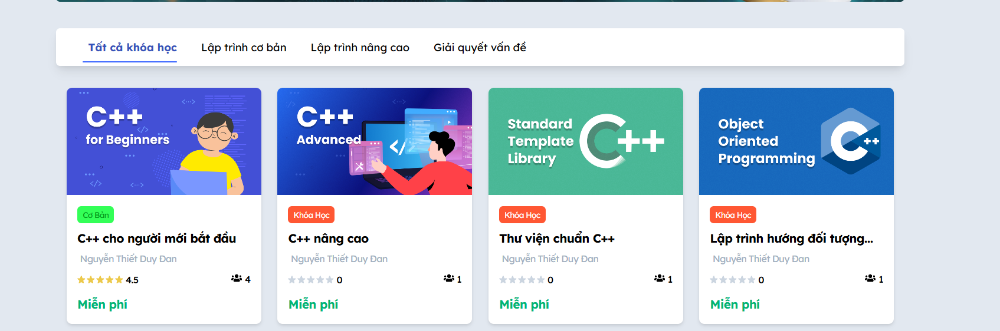 Tất cả khóa học Lập trình cơ bản Lập trình nâng cao Giải quyết vấn đề
C++
for Beginners
Cơ Bản
C++ cho người mới bắt đầu
Nguyễn Thiết Duy Đan
4.5 4
Miễn phí
C++
Advanced
Khóa Học
C++ nâng cao
Nguyễn Thiết Duy Đan
0 1
Miễn phí
Standard
Template
Library
C++
Khóa Học
Thư viện chuẩn C++
Nguyễn Thiết Duy Đan
0 1
Miễn phí
Object
Oriented
Programming
C++
Khóa Học
Lập trình hướng đối tượng...
Nguyễn Thiết Duy Đan
0 1
Miễn phí